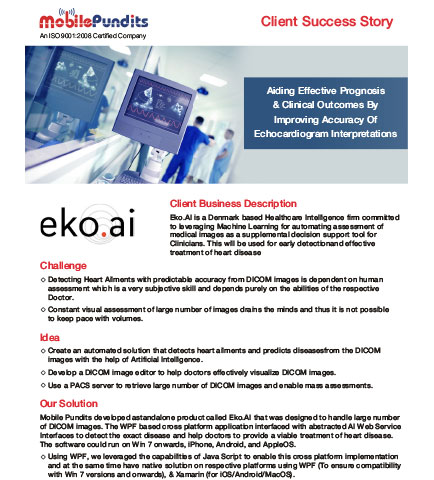 MobilePundits
An ISO9001:2008 Certified Company
Client Success Story
Aiding Effective Prognosis
& Clinical Outcomes By
Improving Accuracy Of
Echocardiogram Interpretations
eko.ai
Client Business Description
Eko.AI is a Denmark based Healthcare Intelligence firm committed
to leveraging Machine Learning for automating assessment of
medical images as a supplemental decision support tool for
Clinicians. This will be used for early detectionand effective
treatment of heart disease
Challenge
◇ Detecting Heart Ailments with predictable accuracy from DICOM images is dependent on human
assessment which is a very subjective skill and depends purely on the abilities of the respective
Doctor.
◇ Constant visual assessment of large number of images drains the minds and thus it is not possible
to keep pace with volumes.
Idea
◇ Create an automated solution that detects heart ailments and predicts diseasesfrom the DICOM
images with the help of Artificial Intelligence.
◇ Develop a DICOM image editor to help doctors effectively visualize DICOM images.
◇ Use a PACS server to retrieve large number of DICOM images and enable mass assessments.
Our Solution
Mobile Pundits developed astandalone product called Eko.AI that was designed to handle large number
of DICOM images. The WPF based cross platform application interfaced with abstracted AI Web Service
Interfaces to detect the exact disease and help doctors to provide a viable treatment of heart disease.
The software could run on Win 7 onwards, iPhone, Android, and AppleOS.
◇ Using WPF, we leveraged the capabilities of Java Script to enable this cross platform implementation
and at the same time have native solution on respective platforms using WPF (To ensure compatibility
with Win 7 versions and onwards), & Xamarin (for iOS/Android/MacOS).